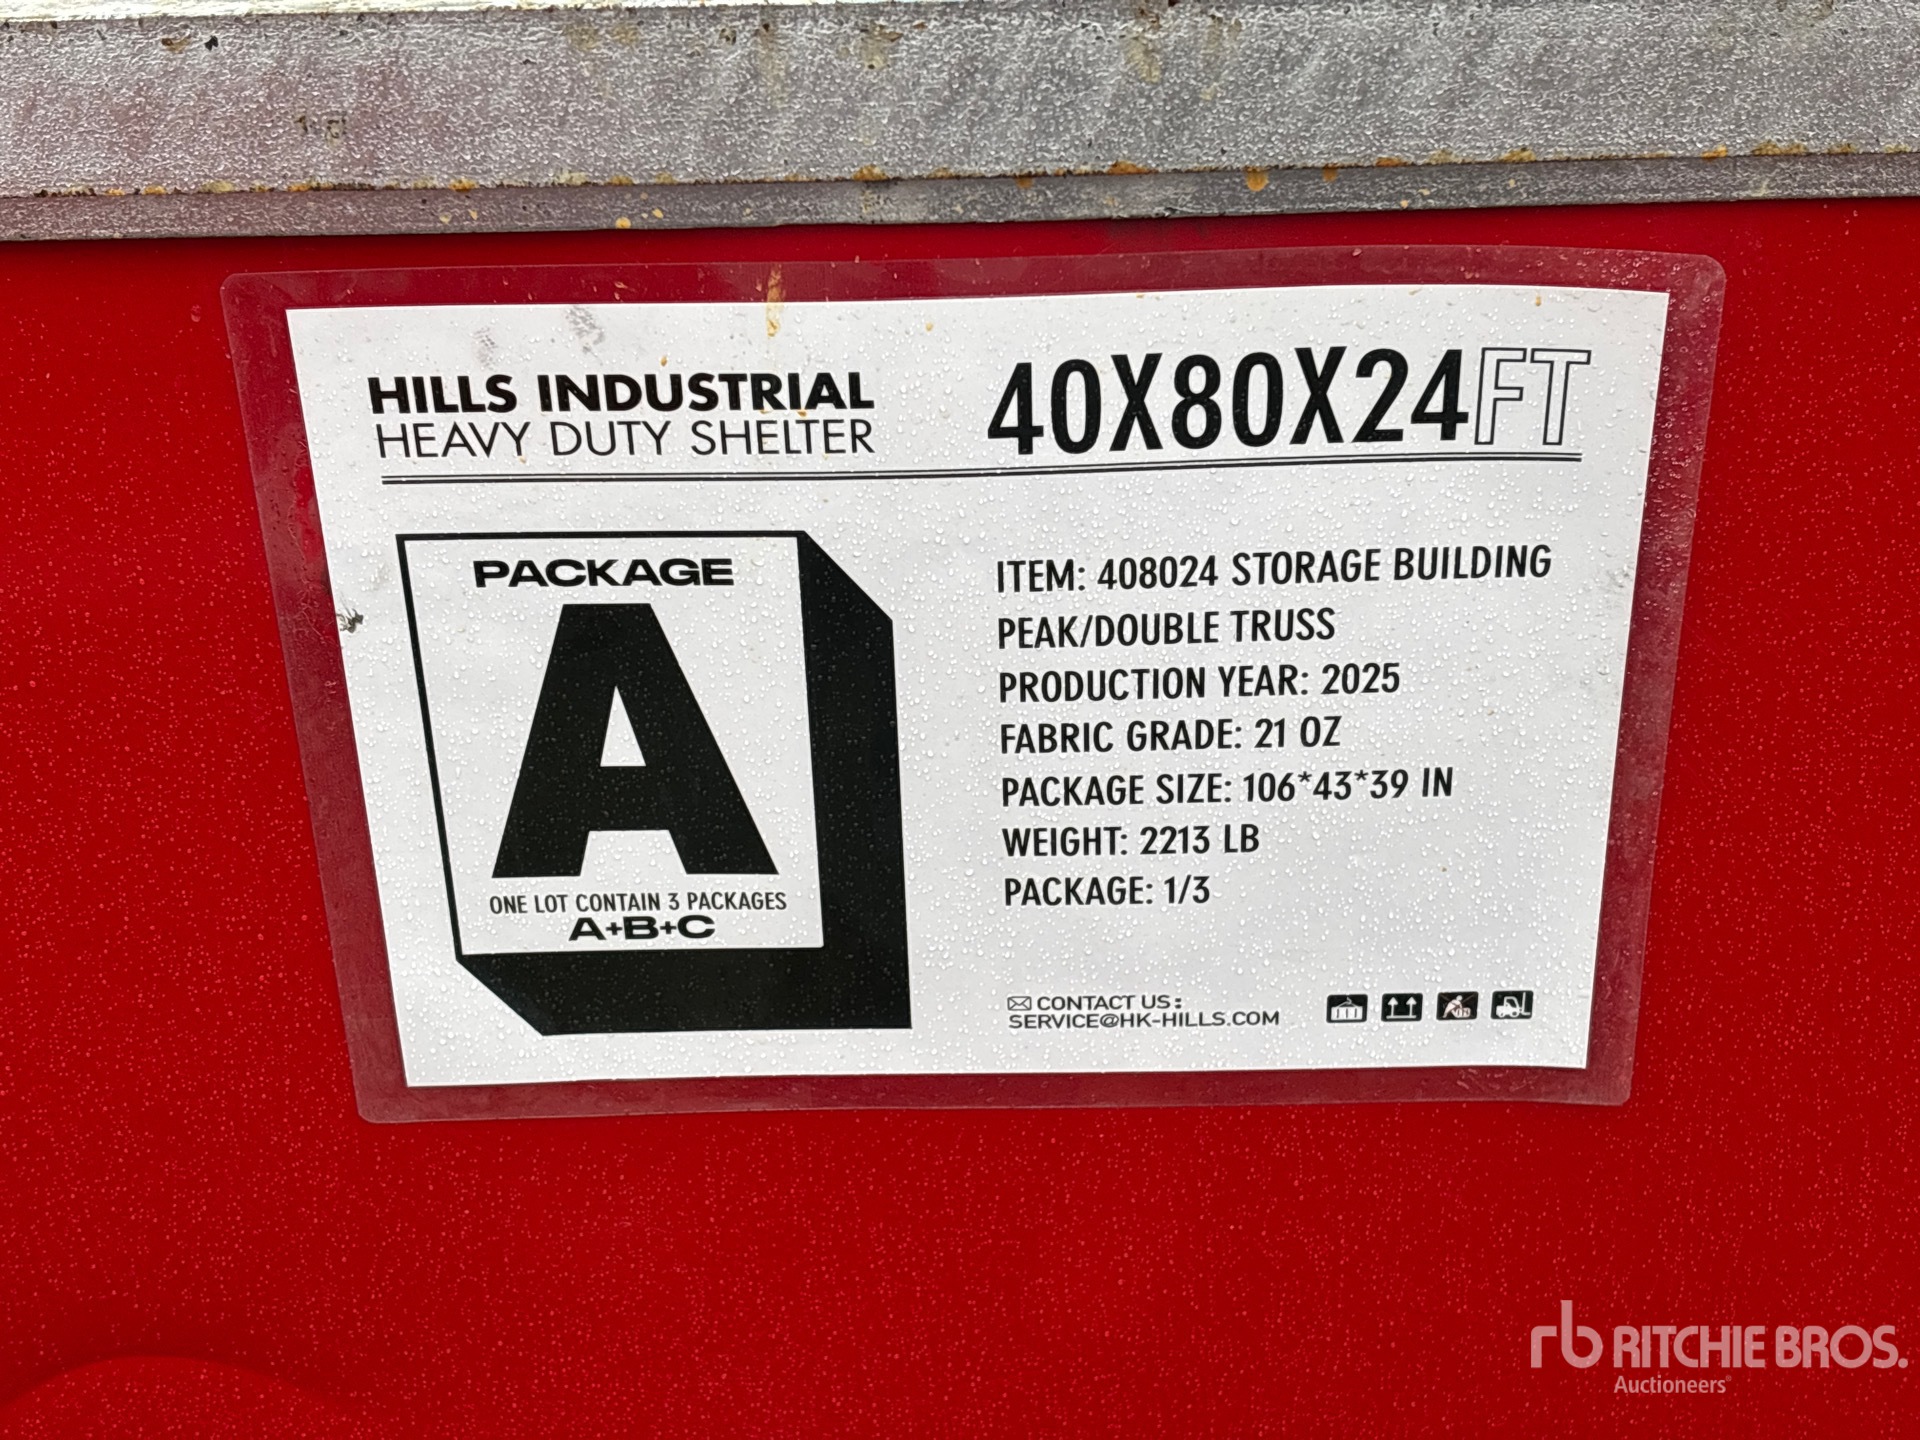 HILLS INDUSTRIAL
HEAVY DUTY SHELTER
40X80X24FT
PACKAGE
A
ONE LOT CONTAIN 3 PACKAGES
A+B+C
ITEM: 408024 STORAGE BUILDING
PEAK/DOUBLE TRUSS
PRODUCTION YEAR: 2025
FABRIC GRADE: 21 OZ
PACKAGE SIZE: 106*43*39 IN
WEIGHT: 2213 LB
PACKAGE: 1/3
CONTACT US:
SERVICE@HK-HILLS.COM
rb RITCHIE BROS.
Auctioneers®